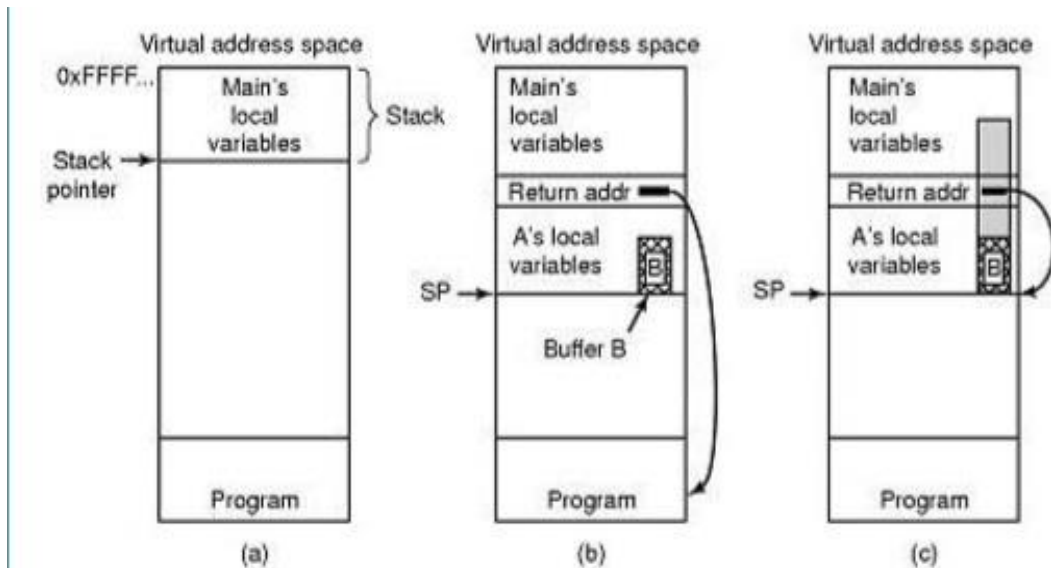 Virtual address space
0xFFFF...
Main's
local
variables
Stack
Stack
pointer
Program
(a)
Virtual address space
Main's
local
variables
Return addr
A's local
variables
B
SP
Buffer B
Program
(b)
Virtual address space
Main's
local
variables
Return addr
A's local
variables
B
SP
Program
(c)